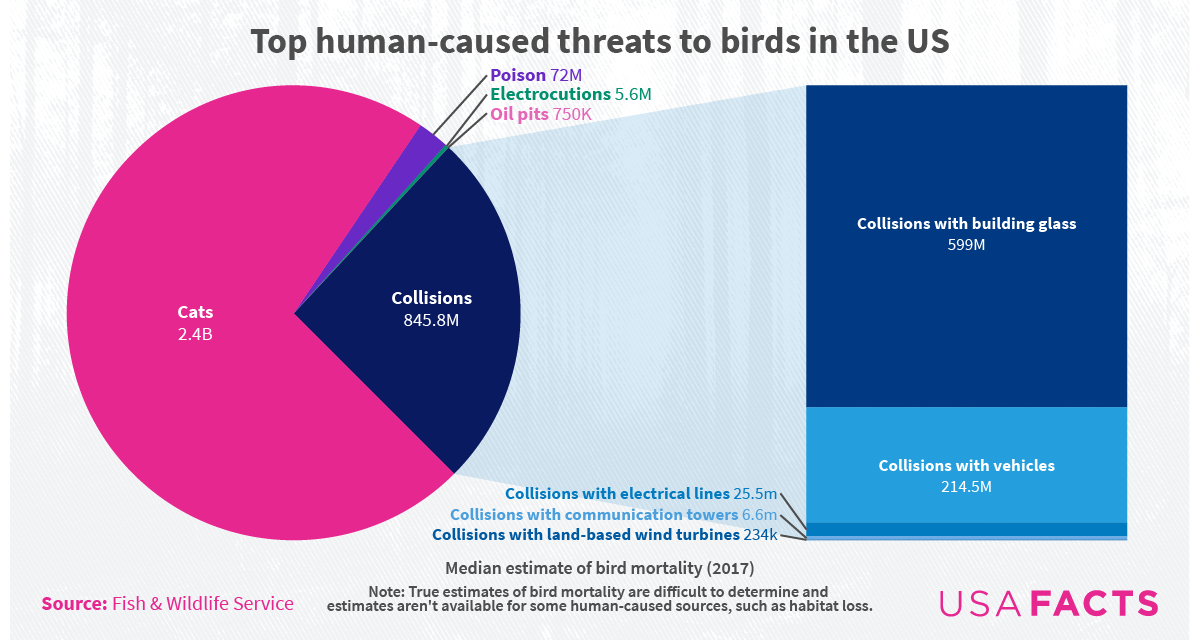 Top human-caused threats to birds in the US
Poison 72M
Electrocutions 5.6M
Oil pits 750K
Cats
2.4B
Collisions
845.8M
Collisions with building glass
599M
Collisions with vehicles
214.5M
Collisions with electrical lines 25.5m
Collisions with communication towers 6.6m
Collisions with land-based wind turbines 234k
Median estimate of bird mortality (2017)
Note: True estimates of bird mortality are difficult to determine and
estimates aren't available for some human-caused sources, such as habitat loss.
Source: Fish & Wildlife Service
USAFACTS